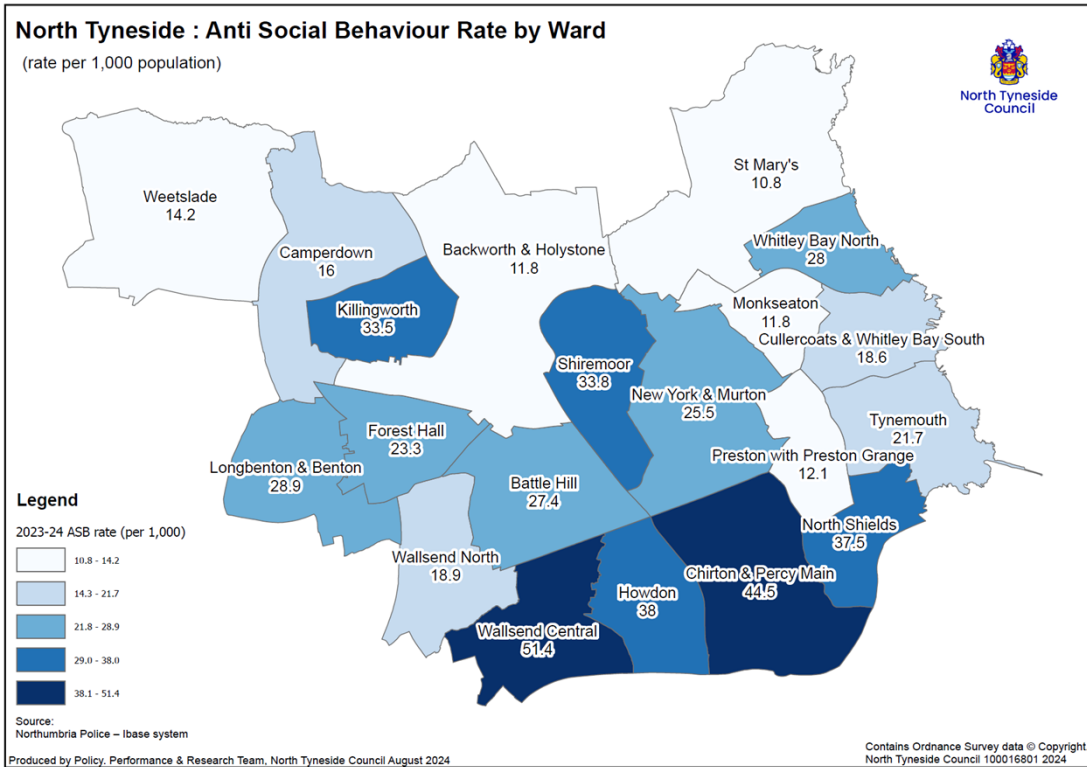 North Tyneside : Anti Social Behaviour Rate by Ward
(rate per 1,000 population)
North Tyneside
Council
St Mary's
10.8
Weetslade
14.2
Whitley Bay North
28
Camperdown
16
Backworth & Holystone
11.8
Killingworth
33.5
Monkseaton
11.8
Cullercoats & Whitley Bay South
18.6
Shiremoor
33.8
New York & Murton
25.5
Tynemouth
21.7
Forest Hall
23.3
Preston with Preston Grange
12.1
Longbenton & Benton
28.9
Battle Hill
27.4
North Shields
37.5
Wallsend North
18.9
Chirton & Percy Main
44.5
Howdon
38
Wallsend Central
51.4
Legend
2023-24 ASB rate (per 1,000)
10.8 - 14.2
14.3 - 21.7
21.8 - 28.9
29.0 - 38.0
38.1 - 51.4
Source:
Northumbria Police – Ibase system
Produced by Policy. Performance & Research Team, North Tyneside Council August 2024
Contains Ordnance Survey data © Copyright.
North Tyneside Council 100016801 2024